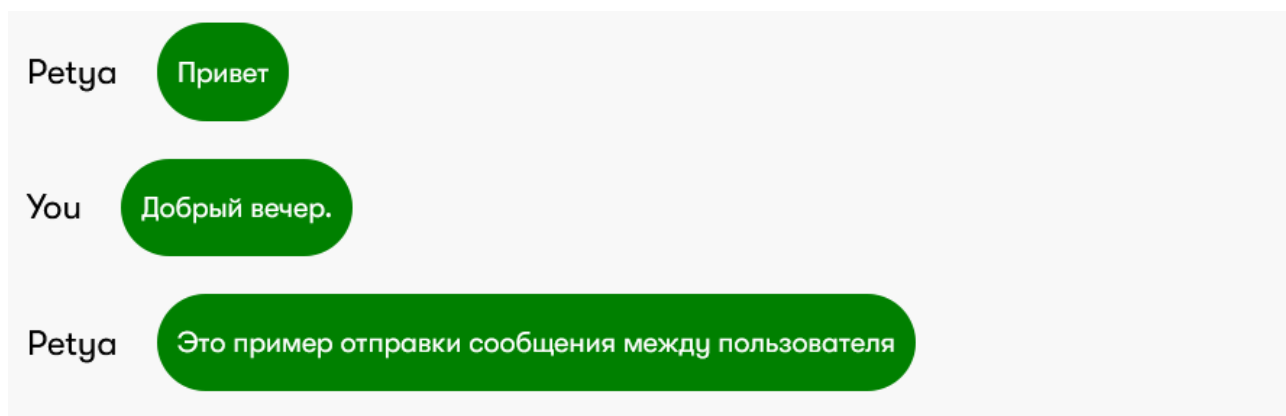 Petya Привет
You Добрый вечер.
Petya Это пример отправки сообщения между пользователя